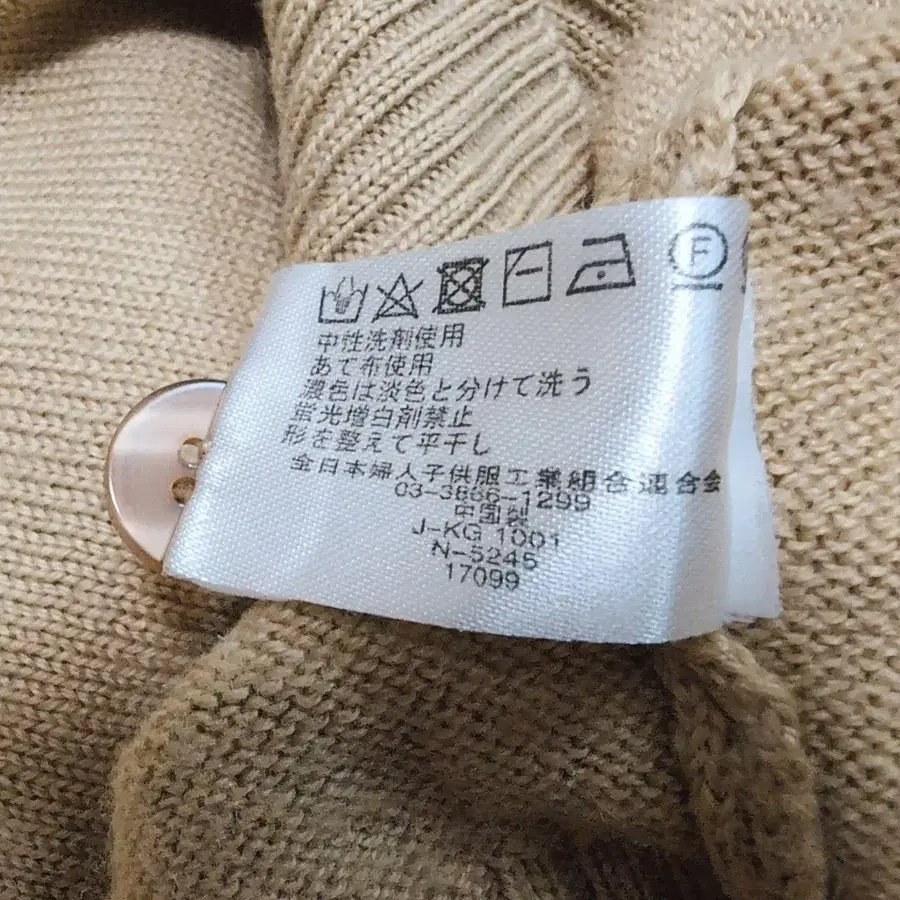 F
中性洗剤使用
あて布使用
濃色は淡色と分けて洗う
蛍光増白剤禁止
形を整えて平干し
全日本婦人子供服工業組合連合会
03-3866-1299
中国製
J-KG 1001
N-5245
17099